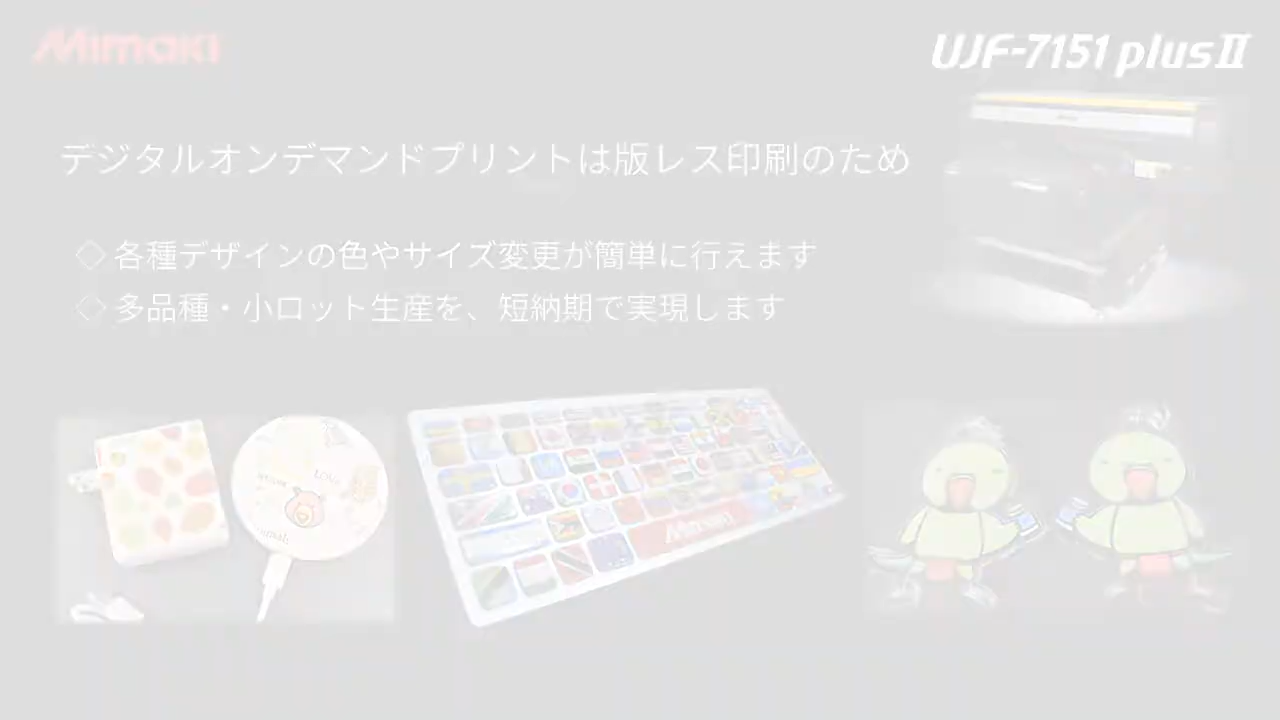 Mimaki
UJF-7151 plusⅡ
デジタルオンデマンドプリントは版レス印刷のため
◇ 各種デザインの色やサイズ変更が簡単に行えます
◇ 多品種・小ロット生産を、短納期で実現します
LOVE
Mimaki